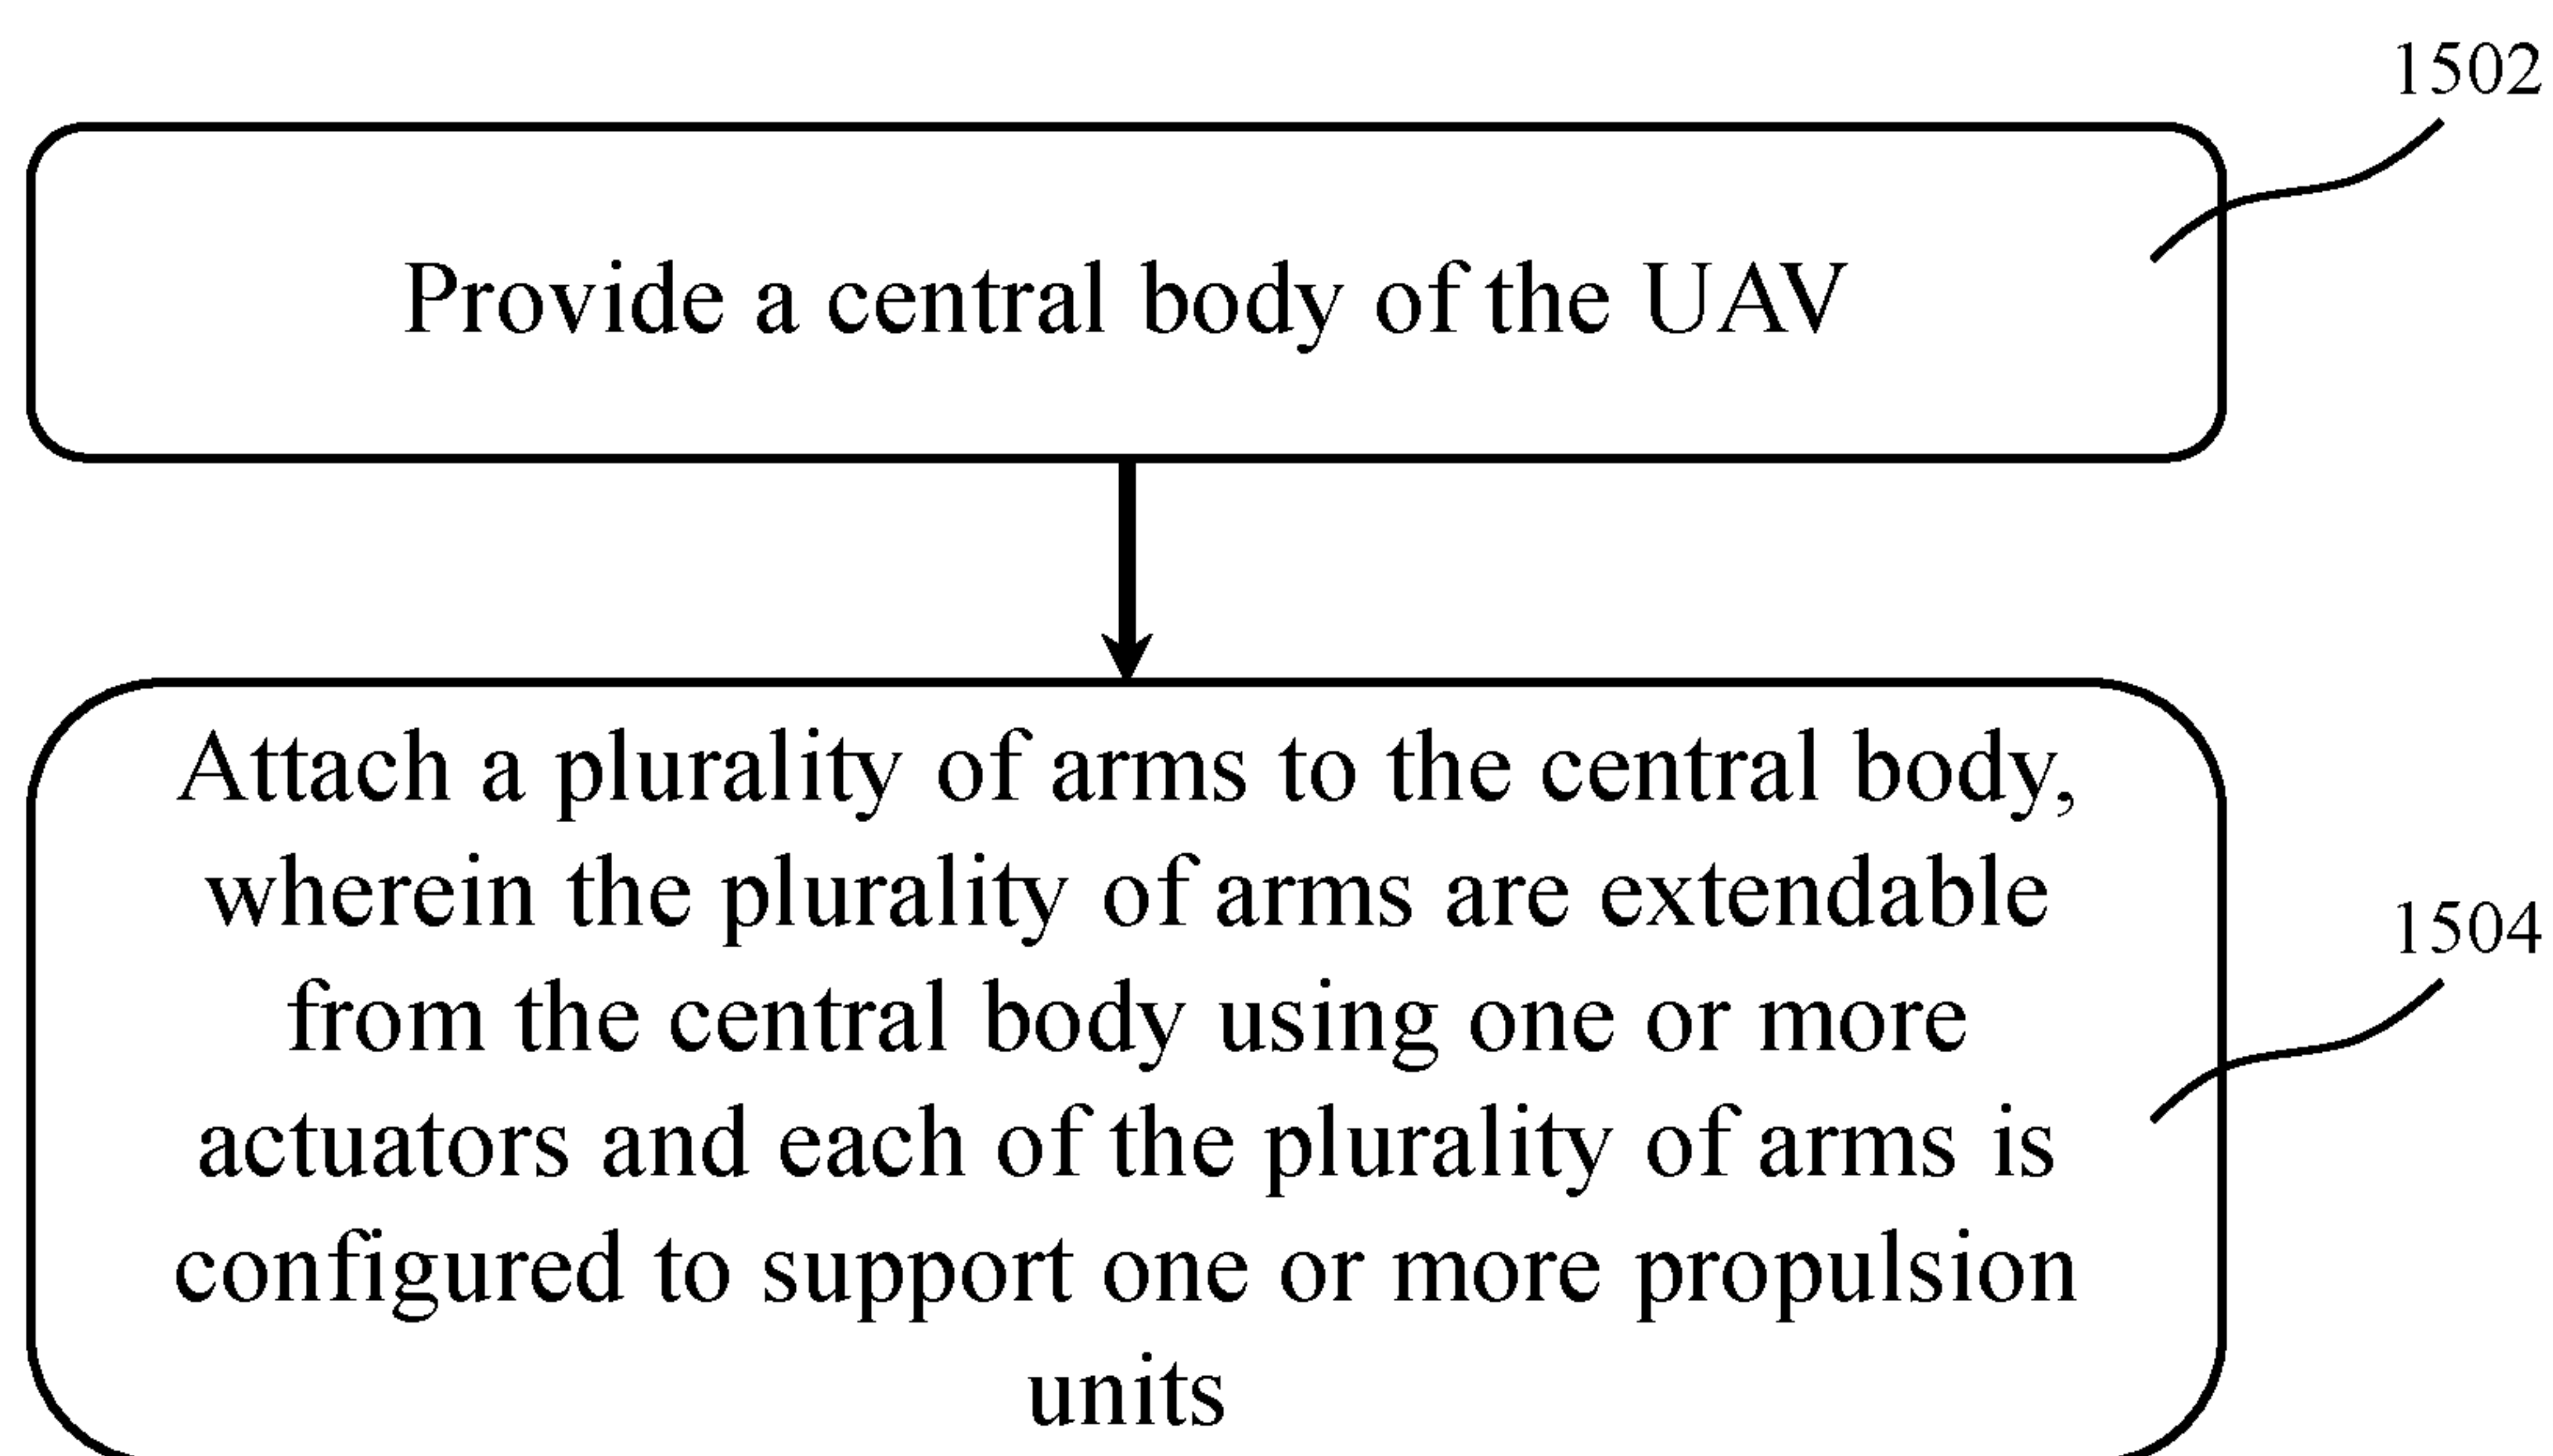 1502
Provide a central body of the UAV
Attach a plurality of arms to the central body,
wherein the plurality of arms are extendable
from the central body using one or more
actuators and each of the plurality of arms is
configured to support one or more propulsion
units
1504